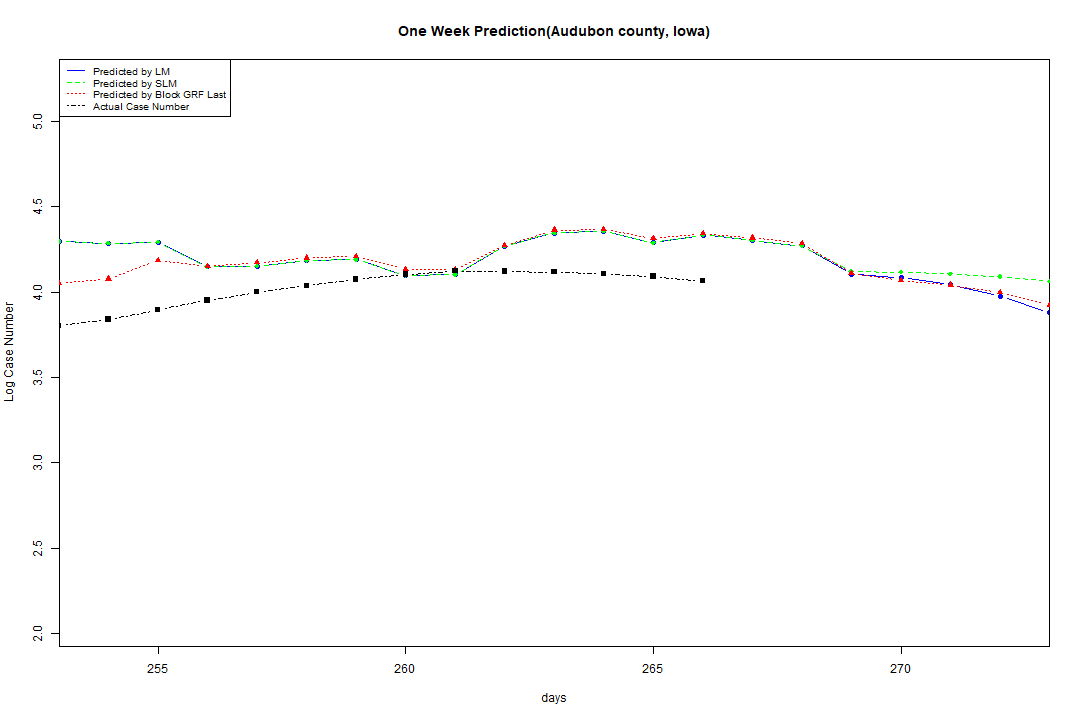 One Week Prediction(Audubon county, Iowa)
Predicted by LM
Predicted by SLM
Predicted by Block GRF Last
Actual Case Number
Log Case Number
5.0
4.5
4.0
3.5
3.0
2.5
2.0
255
260
265
270
days